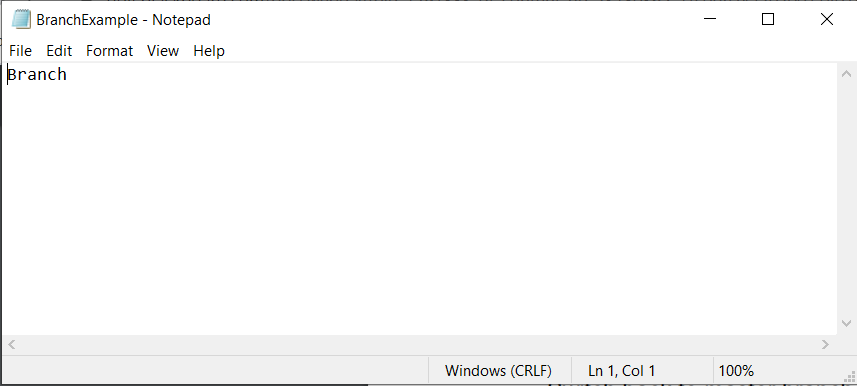 BranchExample - Notepad
File Edit Format View Help
Branch
Windows (CRLF) Ln 1, Col 1 100%